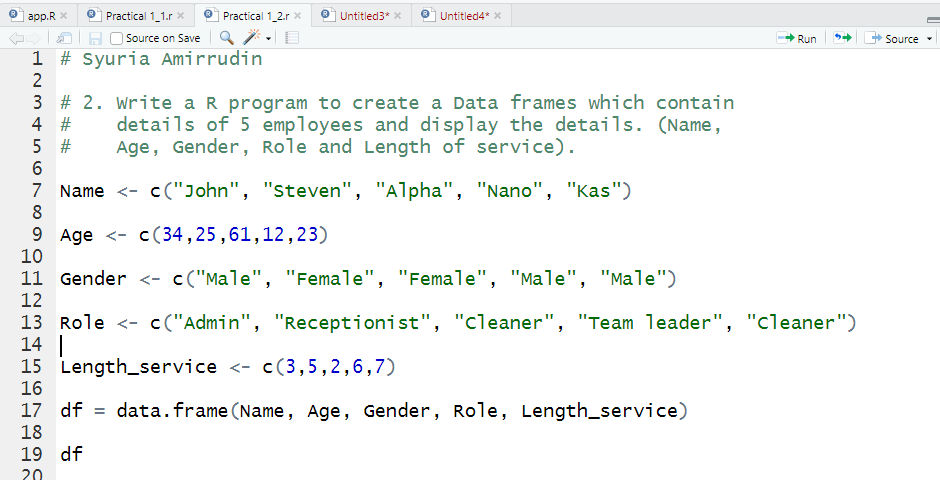 app.R Practical 1_1.r Practical 1_2.r Untitled3* Untitled4*
Source on Save Run Source
1 # Syuria Amirrudin
2
3 # 2. Write a R program to create a Data frames which contain
4 #    details of 5 employees and display the details. (Name,
5 #    Age, Gender, Role and Length of service).
6
7 Name <- c("John", "Steven", "Alpha", "Nano", "Kas")
8
9 Age <- c(34,25,61,12,23)
10
11 Gender <- c("Male", "Female", "Female", "Male", "Male")
12
13 Role <- c("Admin", "Receptionist", "Cleaner", "Team leader", "Cleaner")
14
15 Length_service <- c(3,5,2,6,7)
16
17 df = data.frame(Name, Age, Gender, Role, Length_service)
18
19 df
20